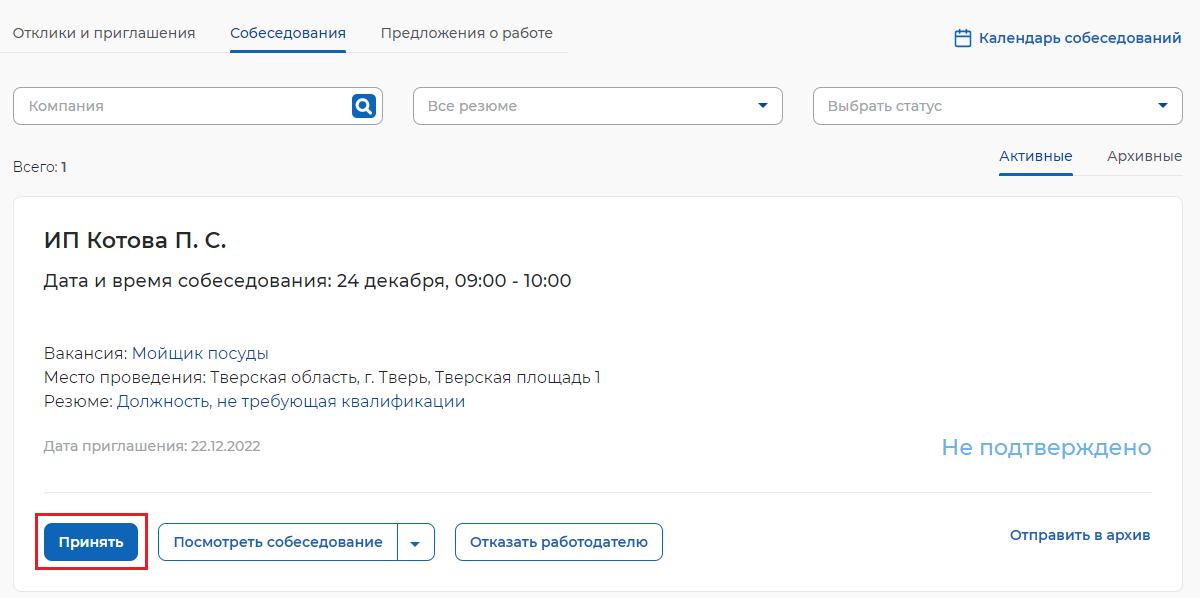 Отклики и приглашения
Собеседования
Предложения о работе
Календарь собеседований
Компания
Все резюме
Выбрать статус
Всего: 1
Активные
Архивные
ИП Котова П. С.
Дата и время собеседования: 24 декабря, 09:00 - 10:00
Вакансия: Мойщик посуды
Место проведения: Тверская область, г. Тверь, Тверская площадь 1
Резюме: Должность, не требующая квалификации
Дата приглашения: 22.12.2022
Не подтверждено
Принять
Посмотреть собеседование
Отказать работодателю
Отправить в архив